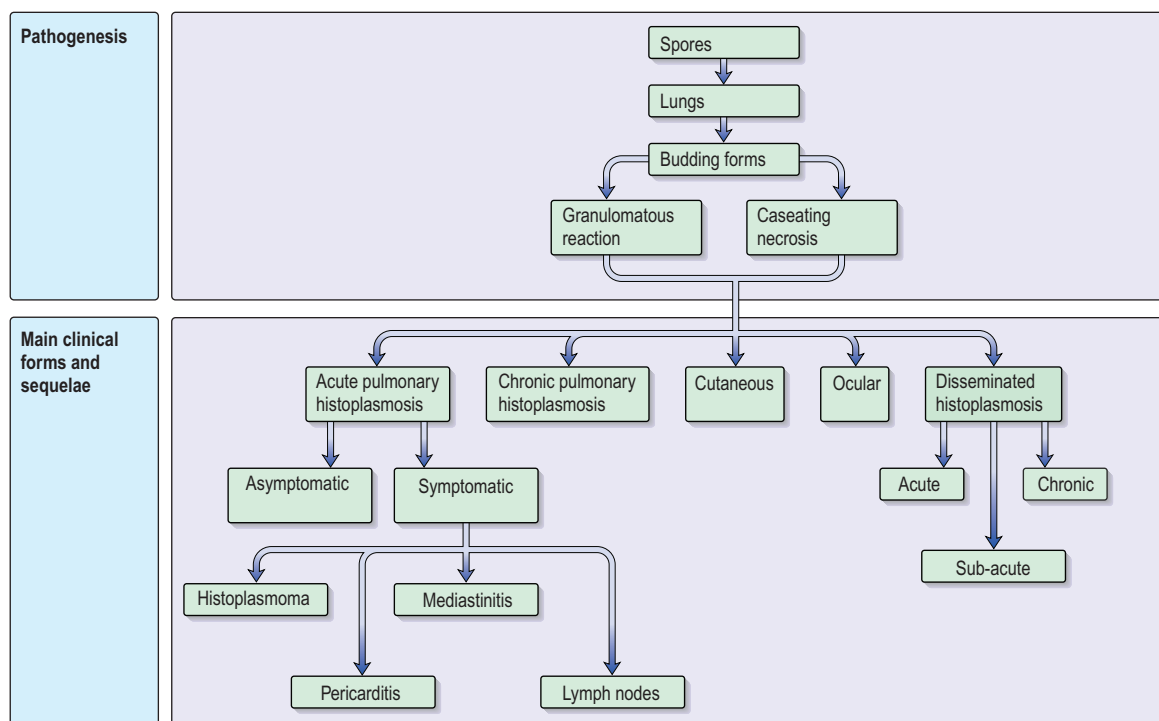 Pathogenesis
Spores
Lungs
Budding forms
Granulomatous
reaction
Caseating
necrosis
Main clinical
forms and
sequelae
Acute pulmonary
histoplasmosis
Chronic pulmonary
histoplasmosis
Cutaneous
Ocular
Disseminated
histoplasmosis
Asymptomatic
Symptomatic
Acute
Chronic
Sub-acute
Histoplasmoma
Mediastinitis
Pericarditis
Lymph nodes